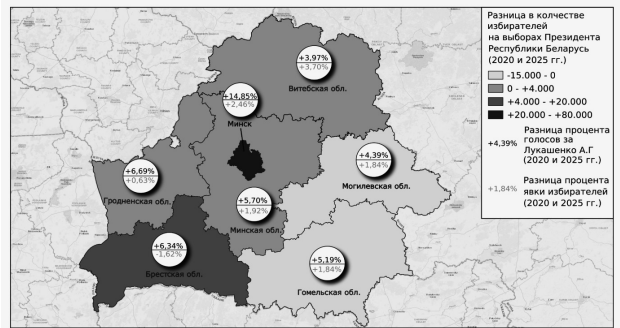 Разница в колчестве
избирателей
на выборах Президента
Республики Беларусь
(2020 и 2025 гг.)
-15.000 - 0
0 - +4.000
+4.000 - +20.000
+20.000 - +80.000
+4,39%
Разница процента
голосов за
Лукашенко А.Г
(2020 и 2025 гг.)
+1,84%
Разница процента
явки избирателей
(2020 и 2025 гг.)
+3,97%
+3,70%
Витебская обл.
+14,85%
+2,46%
Минск
+4,39%
+1,84%
Могилевская обл.
+6,69%
+0,63%
Гродненская обл.
+5,70%
+1,92%
Минская обл.
+6,34%
-1,62%
Брестская обл.
+5,19%
+1,84%
Гомельская обл.